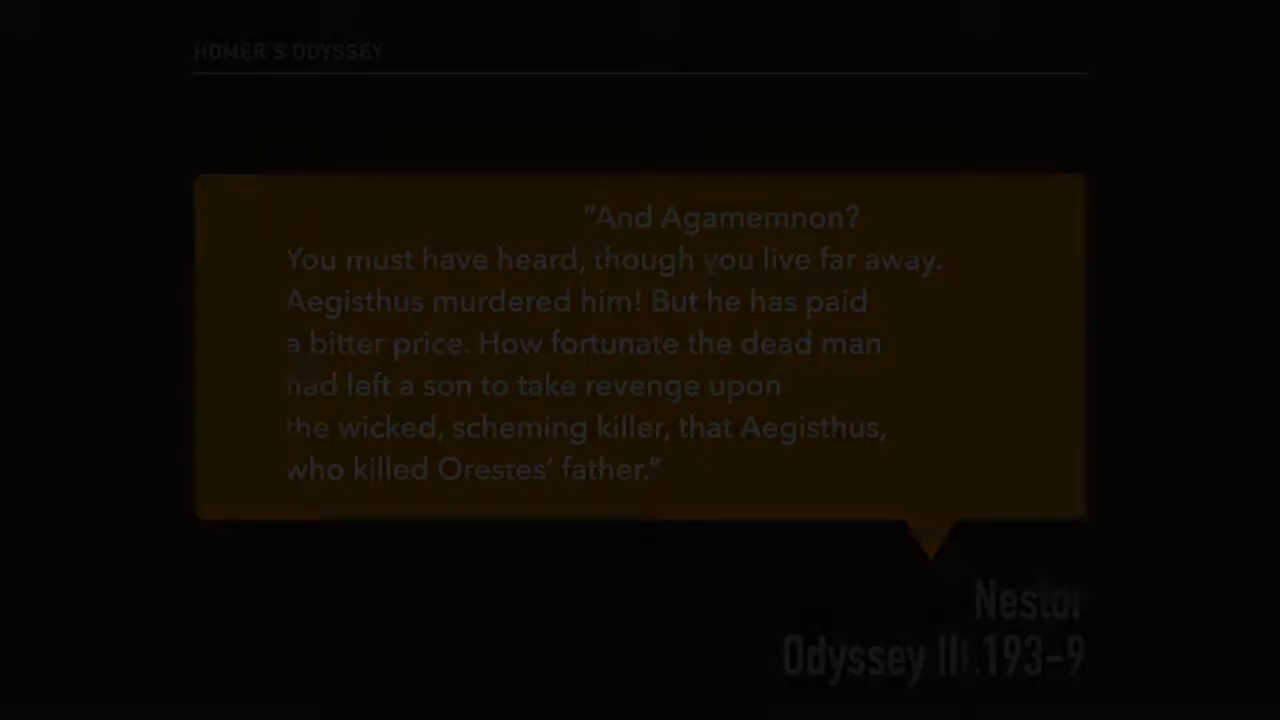 HOMER'S ODYSSEY
"And Agamemnon?
You must have heard, though you live far away.
Aegisthus murdered him! But he has paid
a bitter price. How fortunate the dead man
had left a son to take revenge upon
the wicked, scheming killer, that Aegisthus,
who killed Orestes' father."
Nestor
Odyssey III.193–9